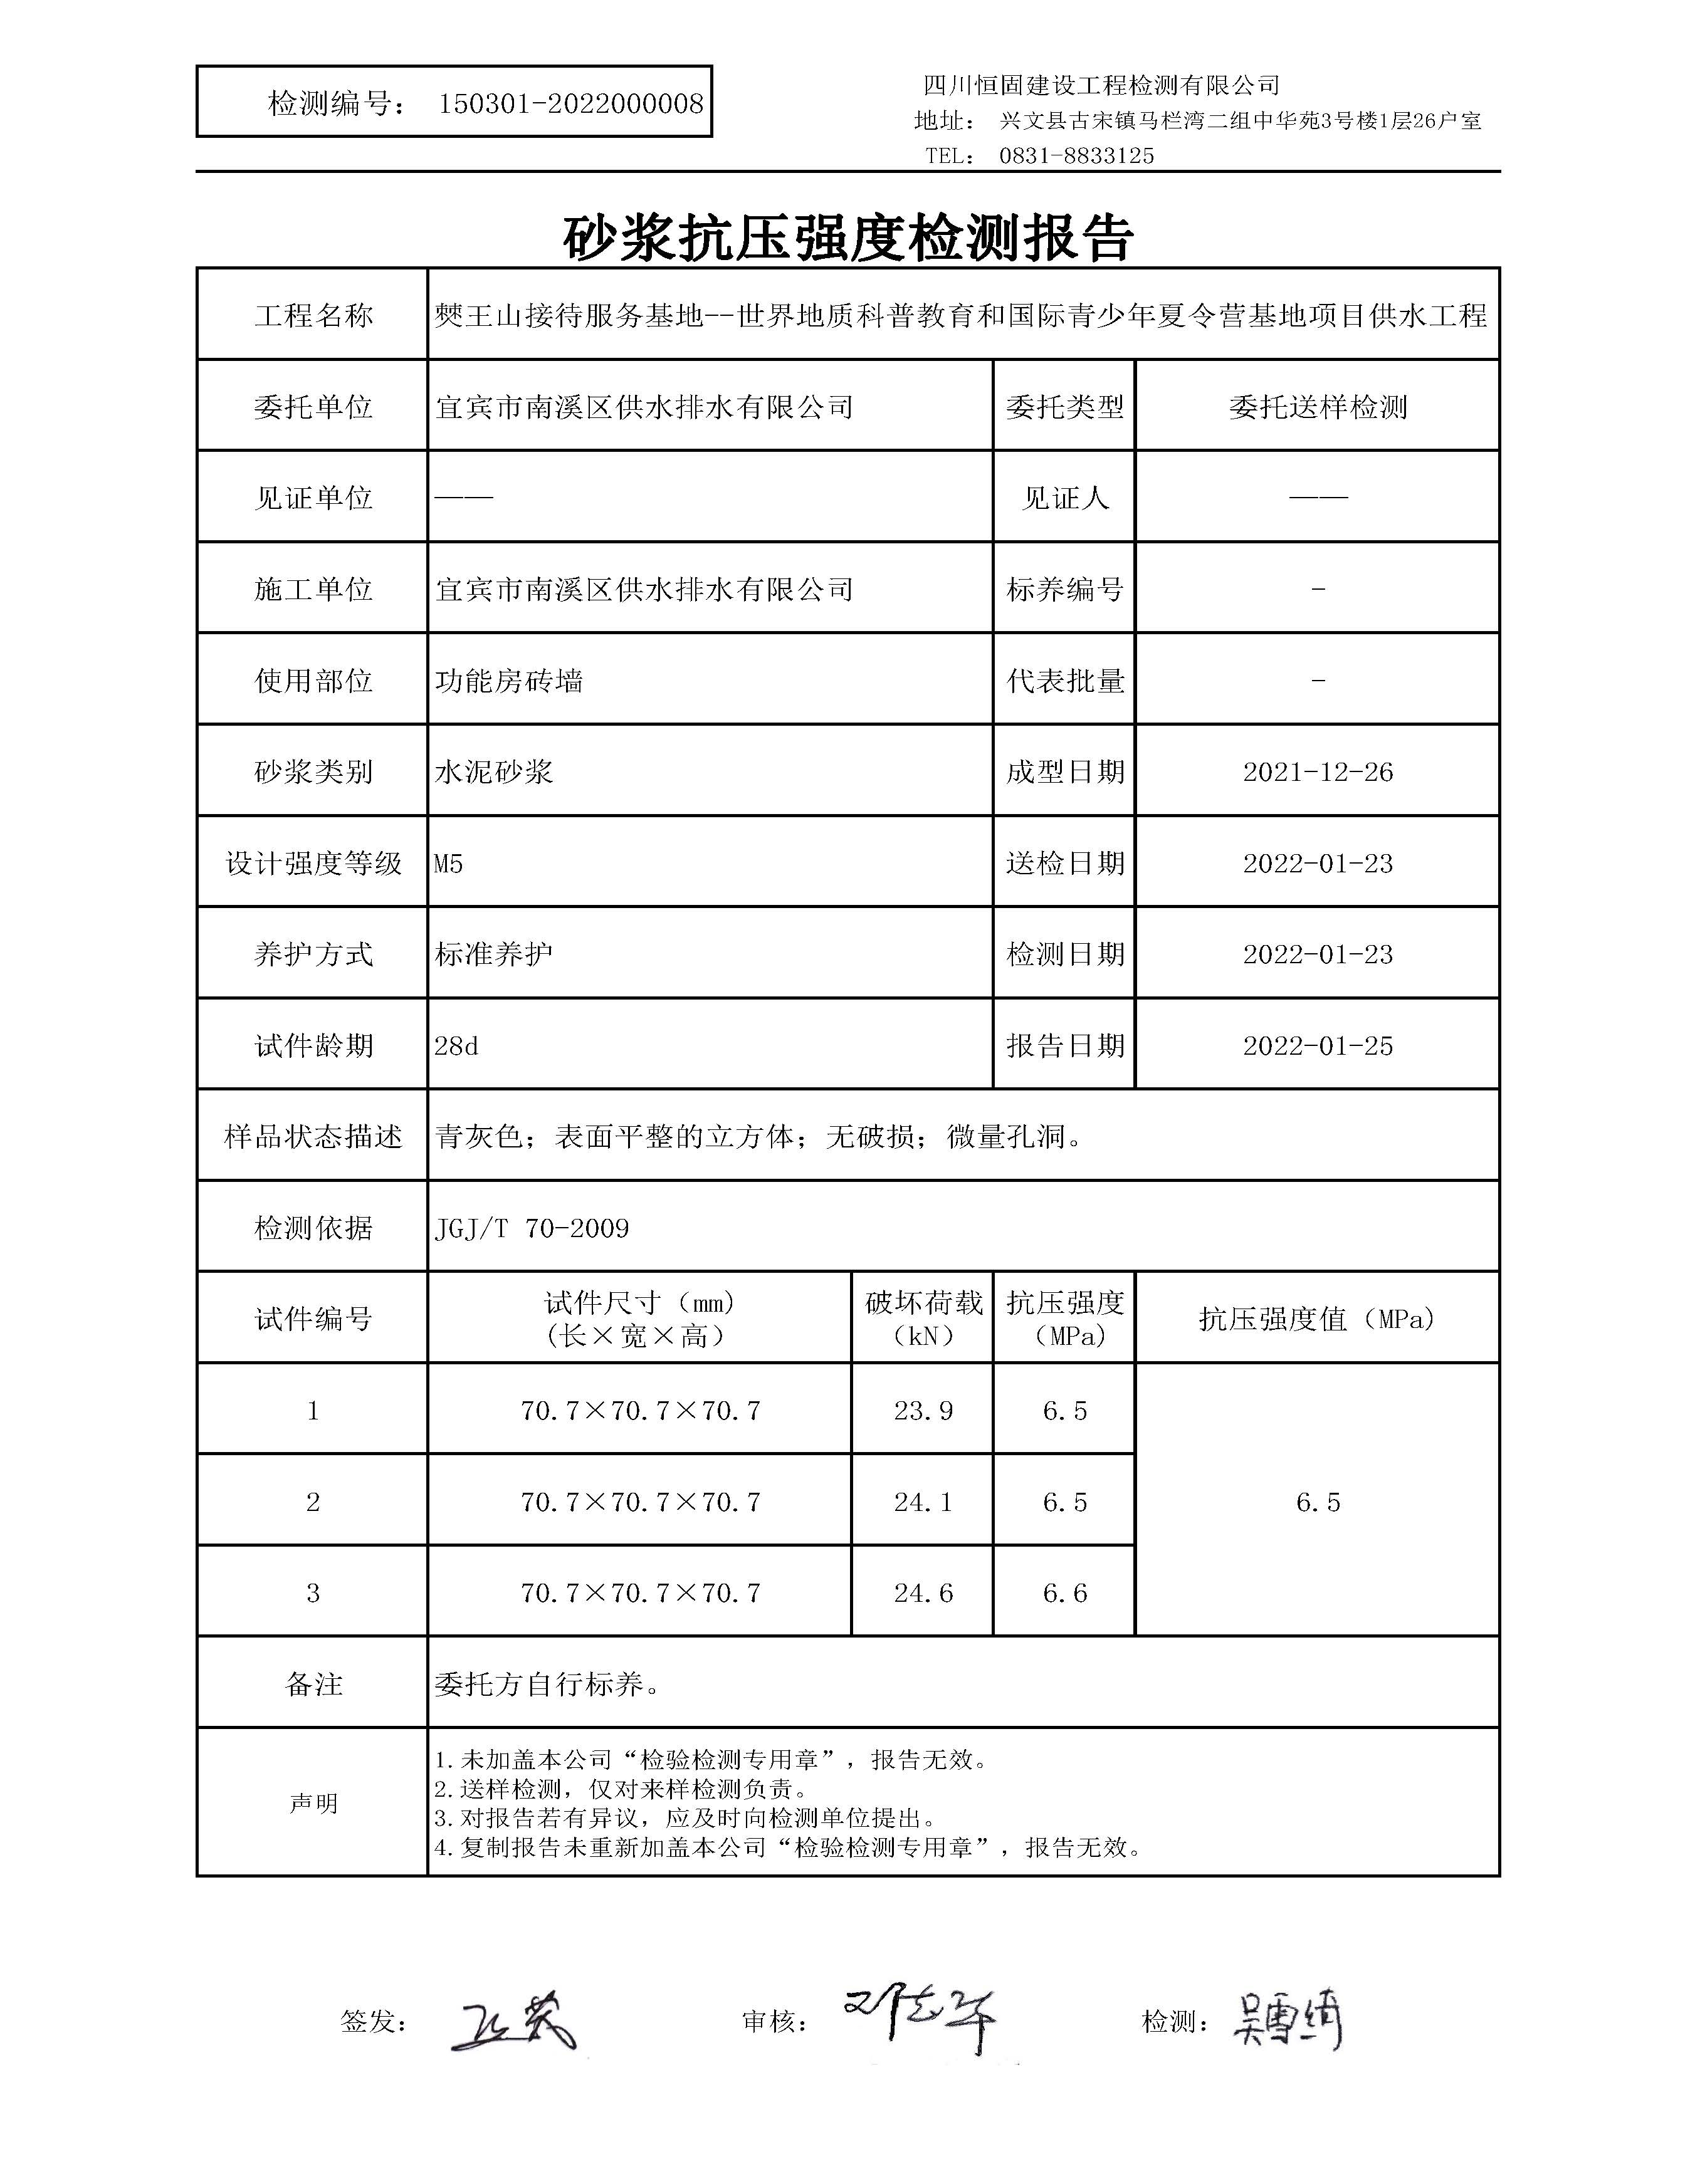 检测编号： 150301-2022000008
四川恒固建设工程检测有限公司
地址： 兴文县古宋镇马栏湾二组中华苑3号楼1层26户室
TEL： 0831-8833125
砂浆抗压强度检测报告
工程名称 僰王山接待服务基地--世界地质科普教育和国际青少年夏令营基地项目供水工程
委托单位 宜宾市南溪区供水排水有限公司 委托类型 委托送样检测
见证单位 —— 见证人 ——
施工单位 宜宾市南溪区供水排水有限公司 标养编号 -
使用部位 功能房砖墙 代表批量 -
砂浆类别 水泥砂浆 成型日期 2021-12-26
设计强度等级 M5 送检日期 2022-01-23
养护方式 标准养护 检测日期 2022-01-23
试件龄期 28d 报告日期 2022-01-25
样品状态描述 青灰色；表面平整的立方体；无破损；微量孔洞。
检测依据 JGJ/T 70-2009
试件编号 试件尺寸（mm) (长×宽×高） 破坏荷载（kN） 抗压强度（MPa) 抗压强度值（MPa)
1 70.7×70.7×70.7 23.9 6.5
2 70.7×70.7×70.7 24.1 6.5 6.5
3 70.7×70.7×70.7 24.6 6.6
备注 委托方自行标养。
声明
1.未加盖本公司“检验检测专用章”，报告无效。
2.送样检测，仅对来样检测负责。
3.对报告若有异议，应及时向检测单位提出。
4.复制报告未重新加盖本公司“检验检测专用章”，报告无效。
签发： 审核： 检测：吴雪绮